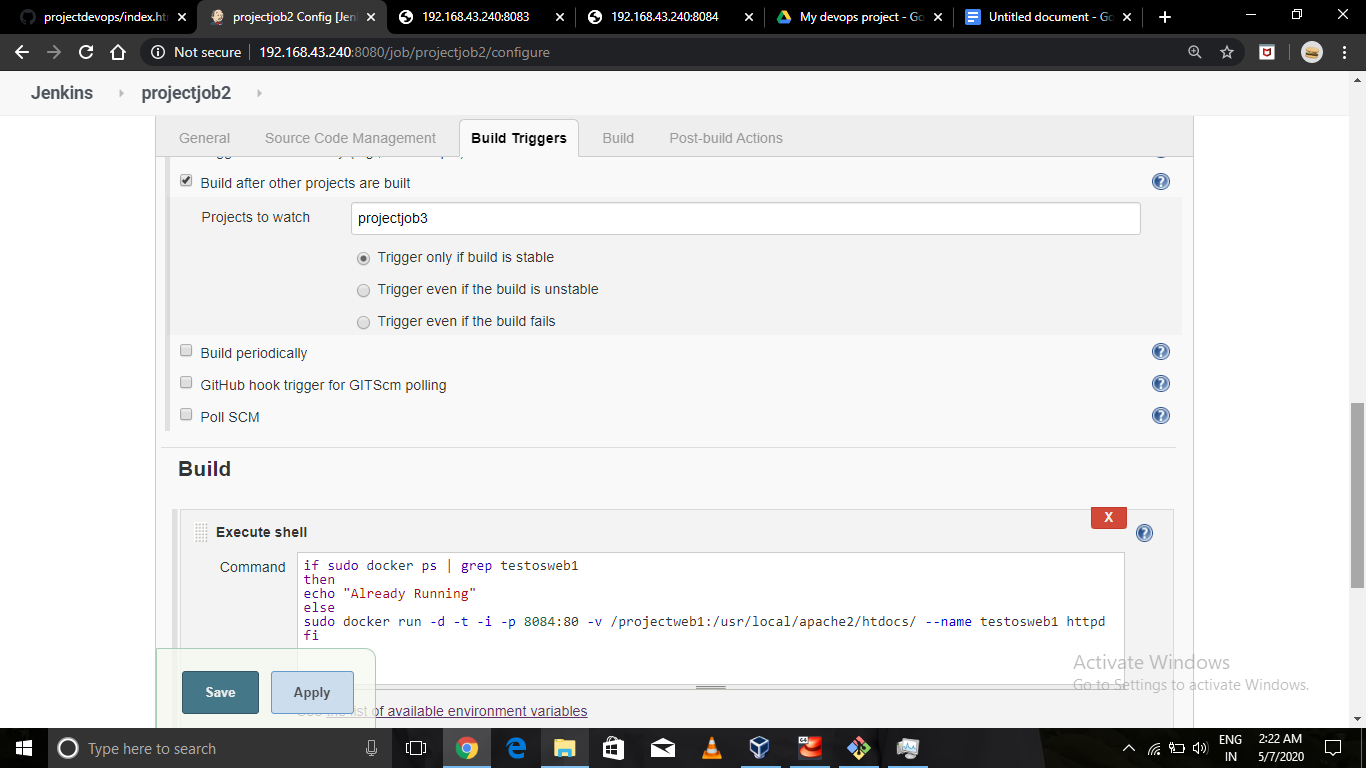 projectdevops/index.ht
projectjob2 Config [Jen
192.168.43.240:8083
192.168.43.240:8084
My devops project - Go
Untitled document - Go
Not secure
192.168.43.240:8080/job/projectjob2/configure
Jenkins
projectjob2
General
Source Code Management
Build Triggers
Build
Post-build Actions
Build after other projects are built
Projects to watch
projectjob3
Trigger only if build is stable
Trigger even if the build is unstable
Trigger even if the build fails
Build periodically
GitHub hook trigger for GITScm polling
Poll SCM
Build
Execute shell
X
Command
if sudo docker ps | grep testosweb1
then
echo "Already Running"
else
sudo docker run -d -t -i -p 8084:80 -v /projectweb1:/usr/local/apache2/htdocs/ --name testosweb1 httpd
fi
Save
Apply
See the list of available environment variables
Activate Windows
Go to Settings to activate Windows.
Type here to search
ENG
IN
2:22 AM
5/7/2020